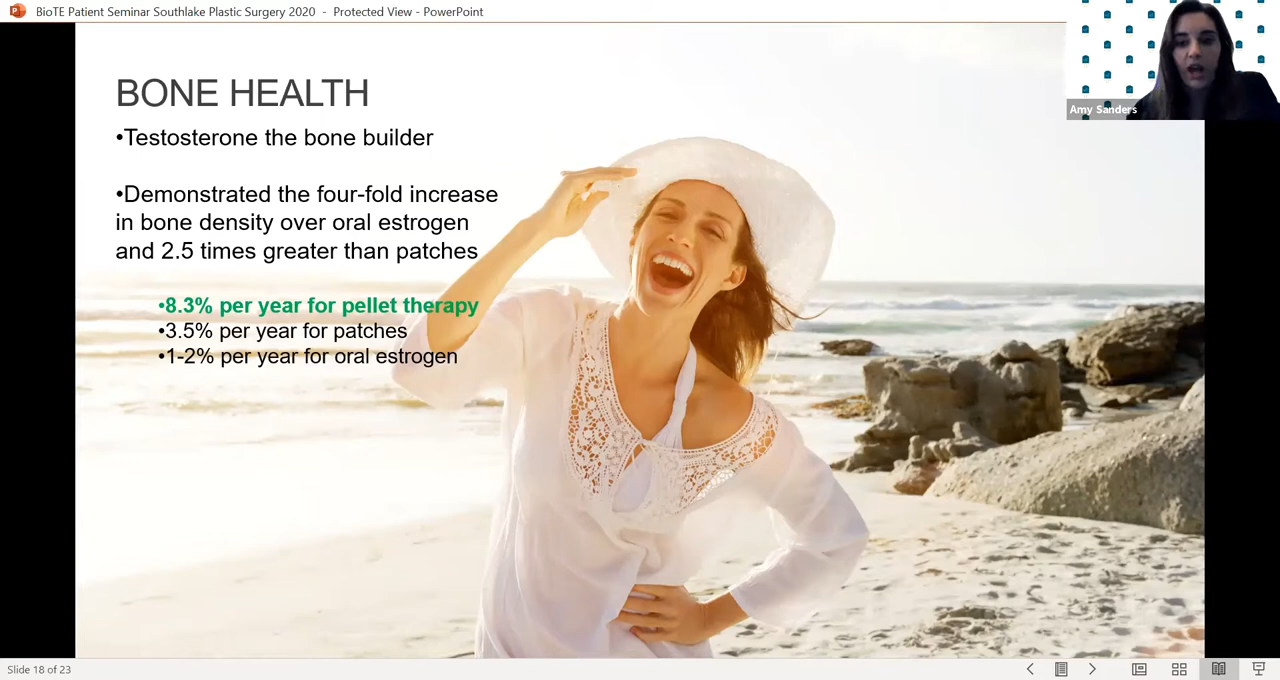 BioTE Patient Seminar Southlake Plastic Surgery 2020 - Protected View - PowerPoint
Amy Sanders
BONE HEALTH
•Testosterone the bone builder
•Demonstrated the four-fold increase
in bone density over oral estrogen
and 2.5 times greater than patches
•8.3% per year for pellet therapy
•3.5% per year for patches
•1-2% per year for oral estrogen
Slide 18 of 23